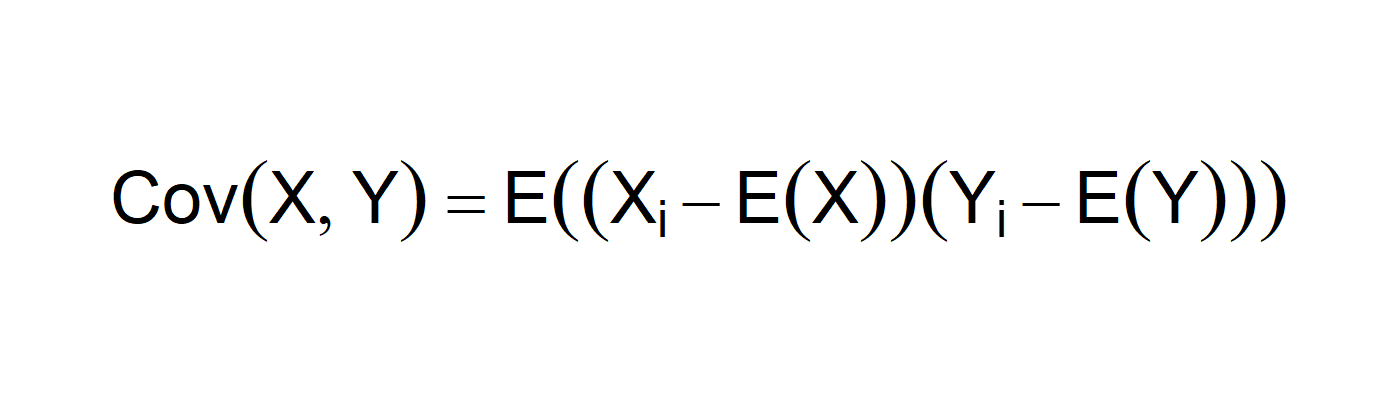 Cov(X, Y) = E((Xᵢ − E(X))(Yᵢ − E(Y)))